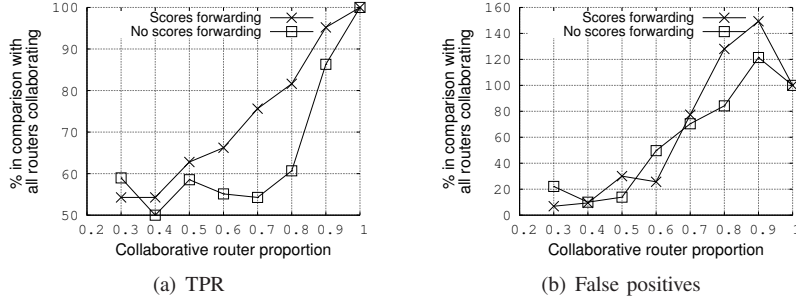 Scores forwarding
No scores forwarding
% in comparison with
all routers collaborating
100
90
80
70
60
50
0.2 0.3 0.4 0.5 0.6 0.7 0.8 0.9 1
Collaborative router proportion
(a) TPR
Scores forwarding
No scores forwarding
% in comparison with
all routers collaborating
160
140
120
100
80
60
40
20
0
0.2 0.3 0.4 0.5 0.6 0.7 0.8 0.9 1
Collaborative router proportion
(b) False positives